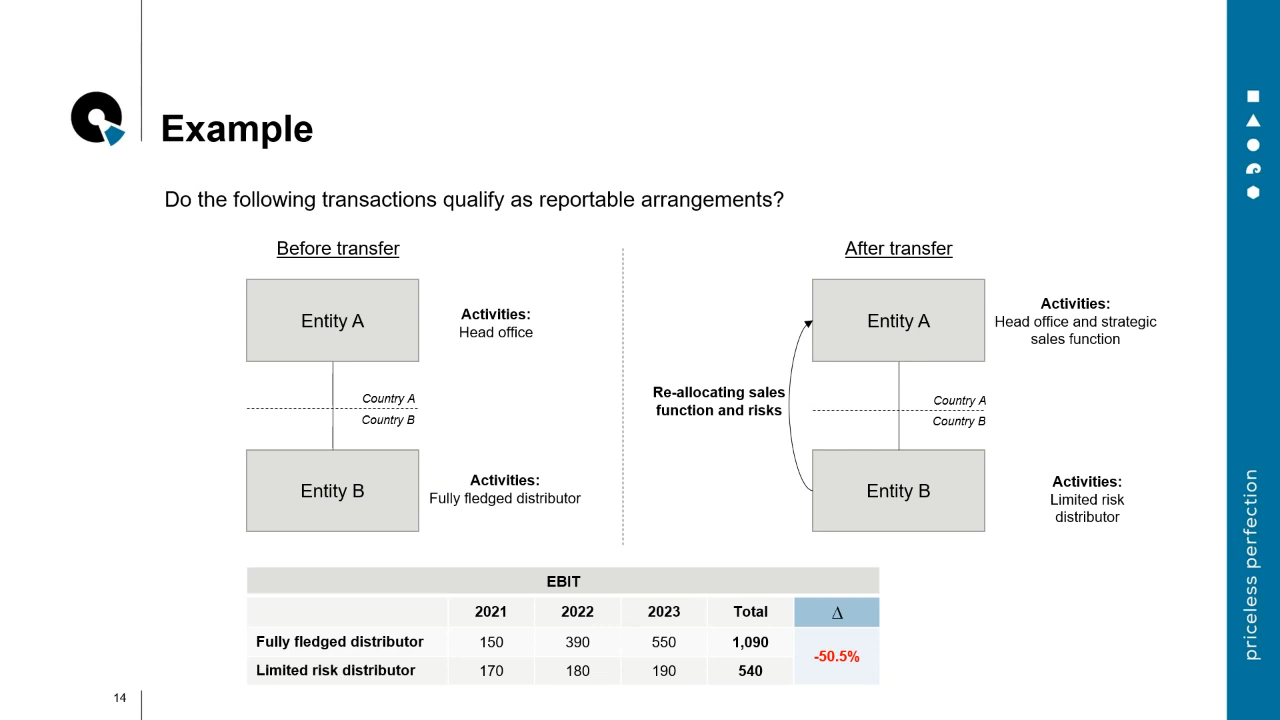 Example
Do the following transactions qualify as reportable arrangements?
Before transfer
Entity A
Activities:
Head office
Country A
Country B
Entity B
Activities:
Fully fledged distributor
After transfer
Entity A
Activities:
Head office and strategic
sales function
Re-allocating sales
function and risks
Country A
Country B
Entity B
Activities:
Limited risk
distributor
EBIT
2021 2022 2023 Total Δ
Fully fledged distributor 150 390 550 1,090
-50.5%
Limited risk distributor 170 180 190 540
14
priceless perfection